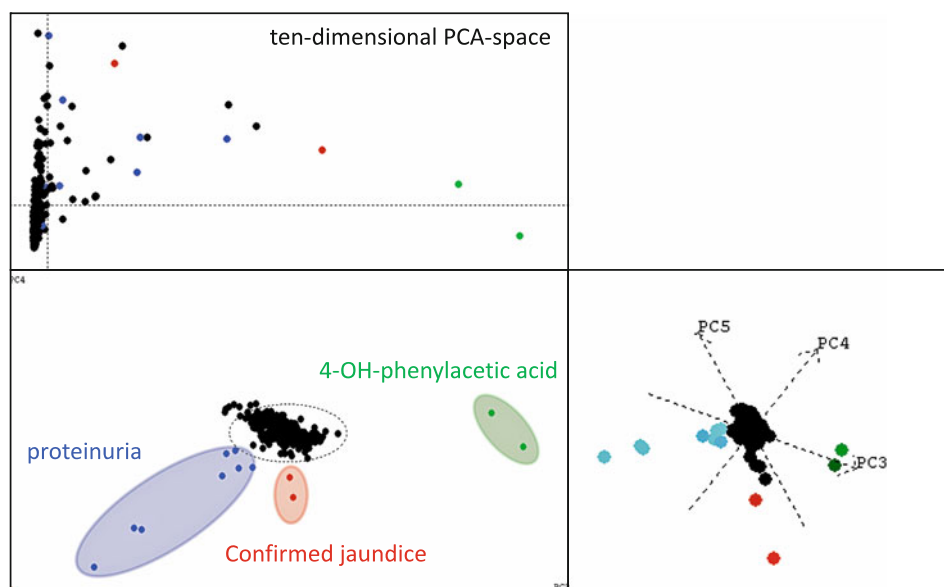 ten-dimensional PCA-space
PC4
PC5
PC4
4-OH-phenylacetic acid
proteinuria
PC3
Confirmed jaundice